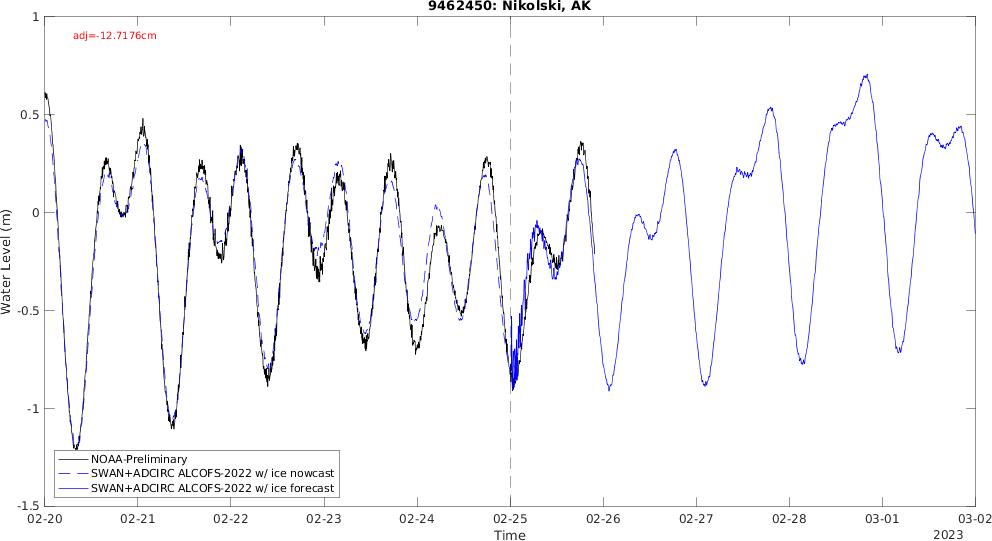 9462450: Nikolski, AK
adj=-12.7176cm
1
0.5
0
-0.5
-1
-1.5
Water Level (m)
NOAA-Preliminary
SWAN+ADCIRC ALCOFS-2022 w/ ice nowcast
SWAN+ADCIRC ALCOFS-2022 w/ ice forecast
02-20 02-21 02-22 02-23 02-24 02-25 02-26 02-27 02-28 03-01 03-02
Time
2023